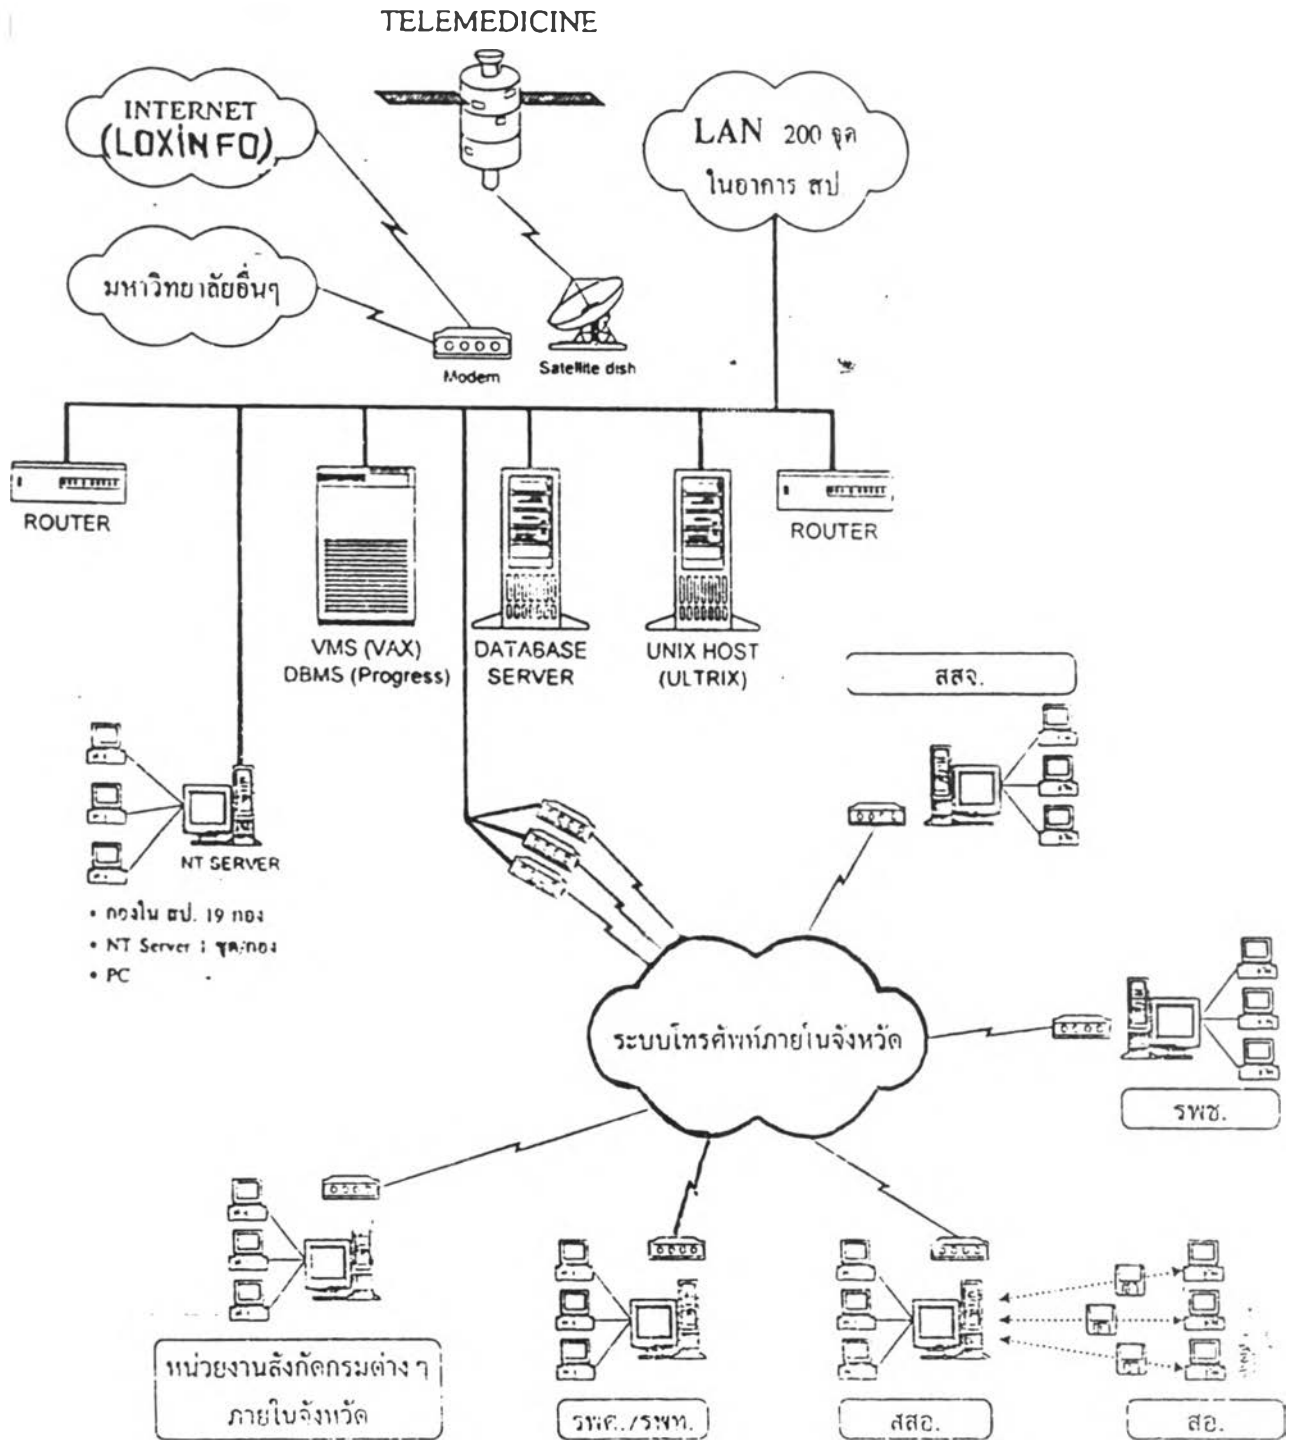 TELEMEDICINE
INTERNET
(LOXINFO)
LAN 200 จุด
ในอาคาร สป
มหาวิทยาลัยอื่นๆ
Modem
Satellite dish
ROUTER
ROUTER
VMS (VAX)
DBMS (Progress)
DATABASE
SERVER
UNIX HOST
(ULTRIX)
สสจ.
NT SERVER
• กองใน สป. 19 กอง
• NT Server 1 ชุด/กอง
• PC
ระบบโทรศัพท์ภายในจังหวัด
รพช.
หน่วยงานสังกัดกรมต่าง ๆ
ภายในจังหวัด
รพศ./รพท.
สสอ.
สอ.